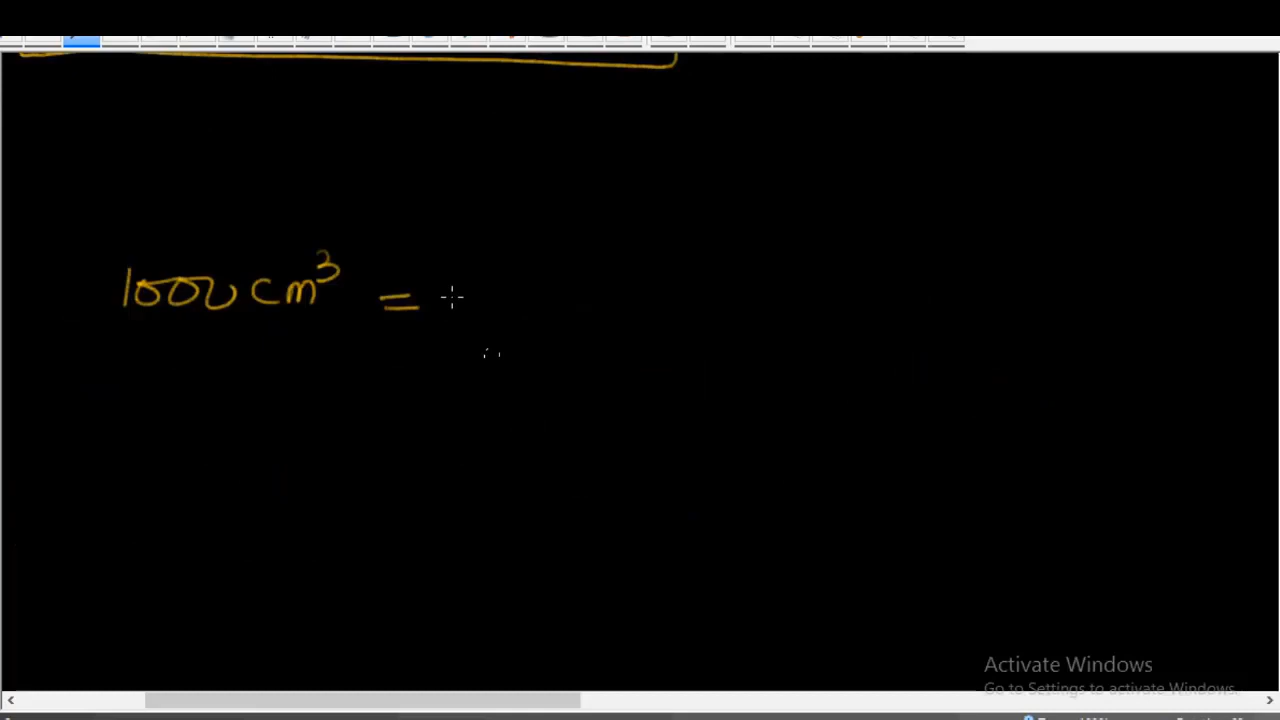 1000 cm³ =
Activate Windows
Go to Settings to activate Windows.